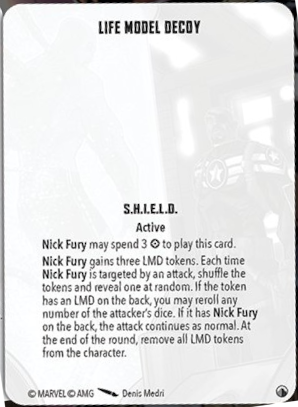 LIFE MODEL DECOY
S.H.I.E.L.D.
Active
Nick Fury may spend 3 to play this card.
Nick Fury gains three LMD tokens. Each time
Nick Fury is targeted by an attack, shuffle the
tokens and reveal one at random. If the token
has an LMD on the back, you may reroll any
number of the attacker's dice. If it has Nick Fury
on the back, the attack continues as normal. At
the end of the round, remove all LMD tokens
from the character.
© MARVEL © AMG Denis Medri